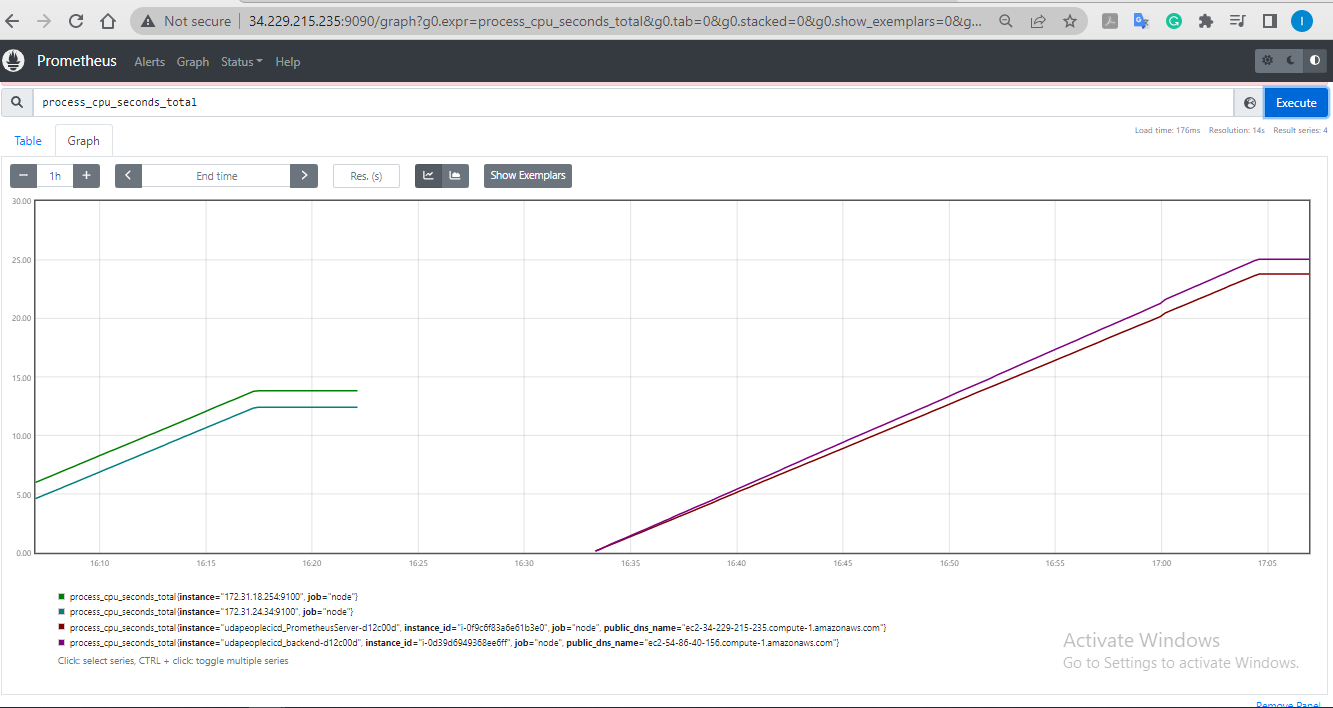 Not secure 34.229.215.235:9090/graph?g0.expr=process_cpu_seconds_total&g0.tab=0&g0.stacked=0&g0.show_exemplars=0&g...
I
Prometheus Alerts Graph Status Help
process_cpu_seconds_total
Execute
Load time: 176ms Resolution: 14s Result series: 4
Table Graph
1h End time Res. (s) Show Exemplars
30.00
25.00
20.00
15.00
10.00
5.00
0.00
16:10 16:15 16:20 16:25 16:30 16:35 16:40 16:45 16:50 16:55 17:00 17:05
process_cpu_seconds_total{instance="172.31.18.254:9100", job="node"}
process_cpu_seconds_total{instance="172.31.24.34:9100", job="node"}
process_cpu_seconds_total{instance="udapeoplecicd_PrometheusServer-d12c00d", instance_id="i-0f9c6f83a6e61b3e0", job="node", public_dns_name="ec2-34-229-215-235.compute-1.amazonaws.com"}
process_cpu_seconds_total{instance="udapeoplecicd_backend-d12c00d", instance_id="i-0d39d6949368ee6ff", job="node", public_dns_name="ec2-54-86-40-156.compute-1.amazonaws.com"}
Click: select series, CTRL + click: toggle multiple series
Activate Windows
Go to Settings to activate Windows.
Remove Panel